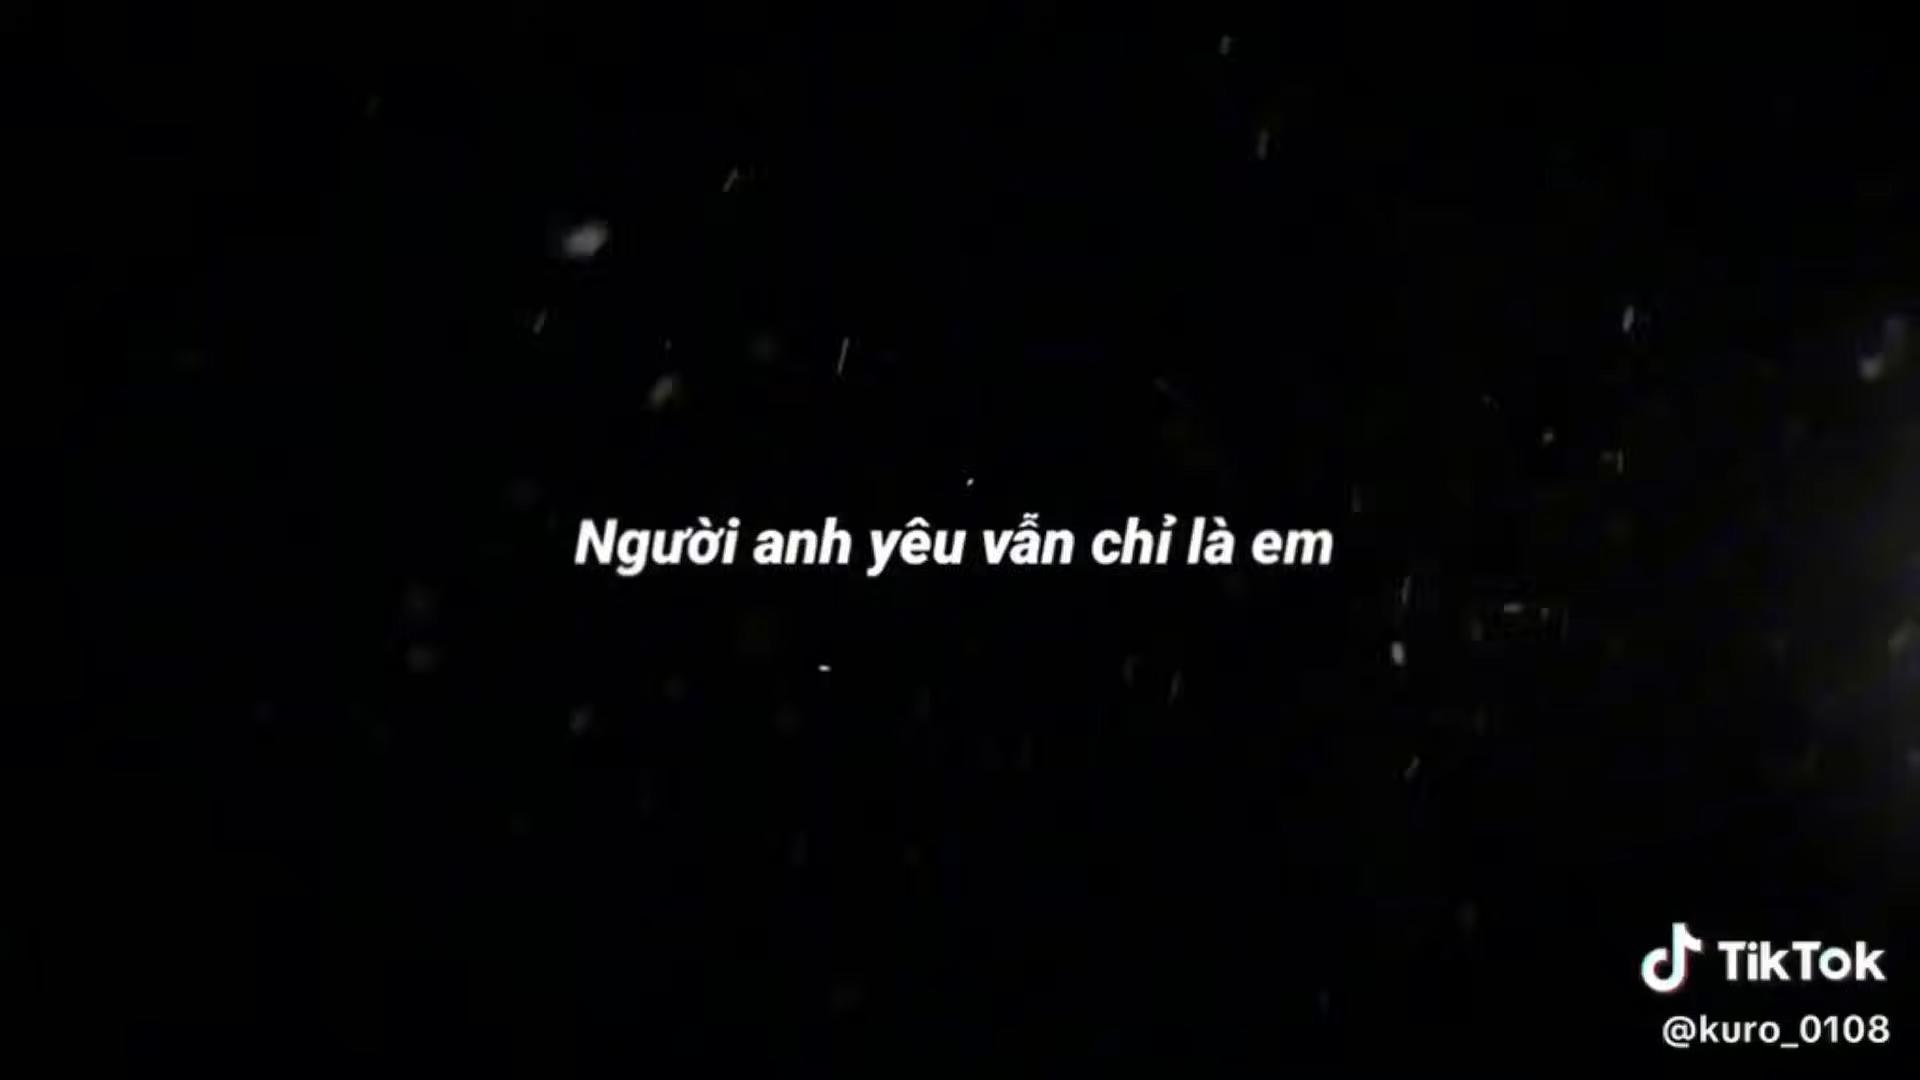 Người anh yêu vẫn chỉ là em
TikTok
@kuro_0108